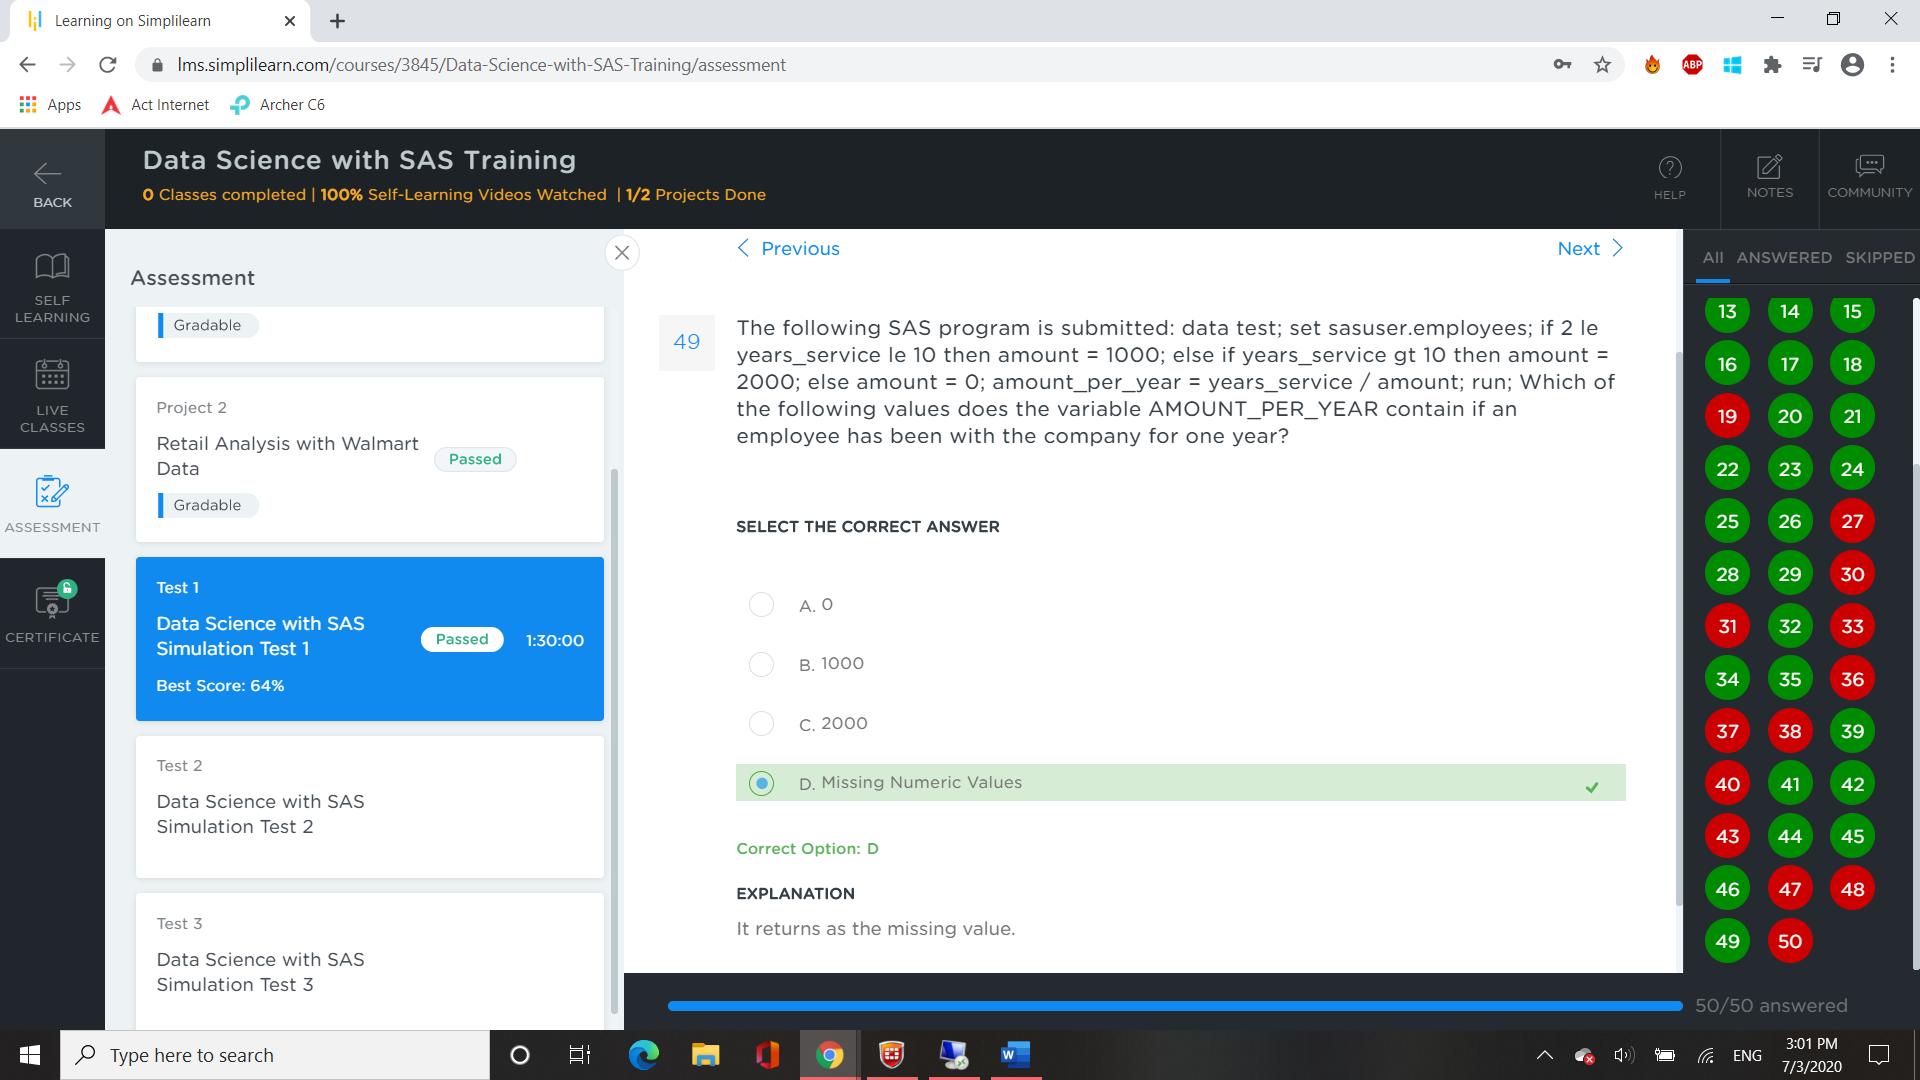 Learning on Simplilearn
lms.simplilearn.com/courses/3845/Data-Science-with-SAS-Training/assessment
ABP
Apps
Act Internet
Archer C6
BACK
Data Science with SAS Training
0 Classes completed | 100% Self-Learning Videos Watched | 1/2 Projects Done
HELP
NOTES
COMMUNITY
SELF
LEARNING
LIVE
CLASSES
ASSESSMENT
CERTIFICATE
Assessment
Gradable
Project 2
Retail Analysis with Walmart
Data
Passed
Gradable
Test 1
Data Science with SAS
Simulation Test 1
Passed
1:30:00
Best Score: 64%
Test 2
Data Science with SAS
Simulation Test 2
Test 3
Data Science with SAS
Simulation Test 3
Previous
Next
49
The following SAS program is submitted: data test; set sasuser.employees; if 2 le
years_service le 10 then amount = 1000; else if years_service gt 10 then amount =
2000; else amount = 0; amount_per_year = years_service / amount; run; Which of
the following values does the variable AMOUNT_PER_YEAR contain if an
employee has been with the company for one year?
SELECT THE CORRECT ANSWER
A. 0
B. 1000
C. 2000
D. Missing Numeric Values
Correct Option: D
EXPLANATION
It returns as the missing value.
All ANSWERED SKIPPED
13 14 15
16 17 18
19 20 21
22 23 24
25 26 27
28 29 30
31 32 33
34 35 36
37 38 39
40 41 42
43 44 45
46 47 48
49 50
50/50 answered
Type here to search
W
ENG
3:01 PM
7/3/2020